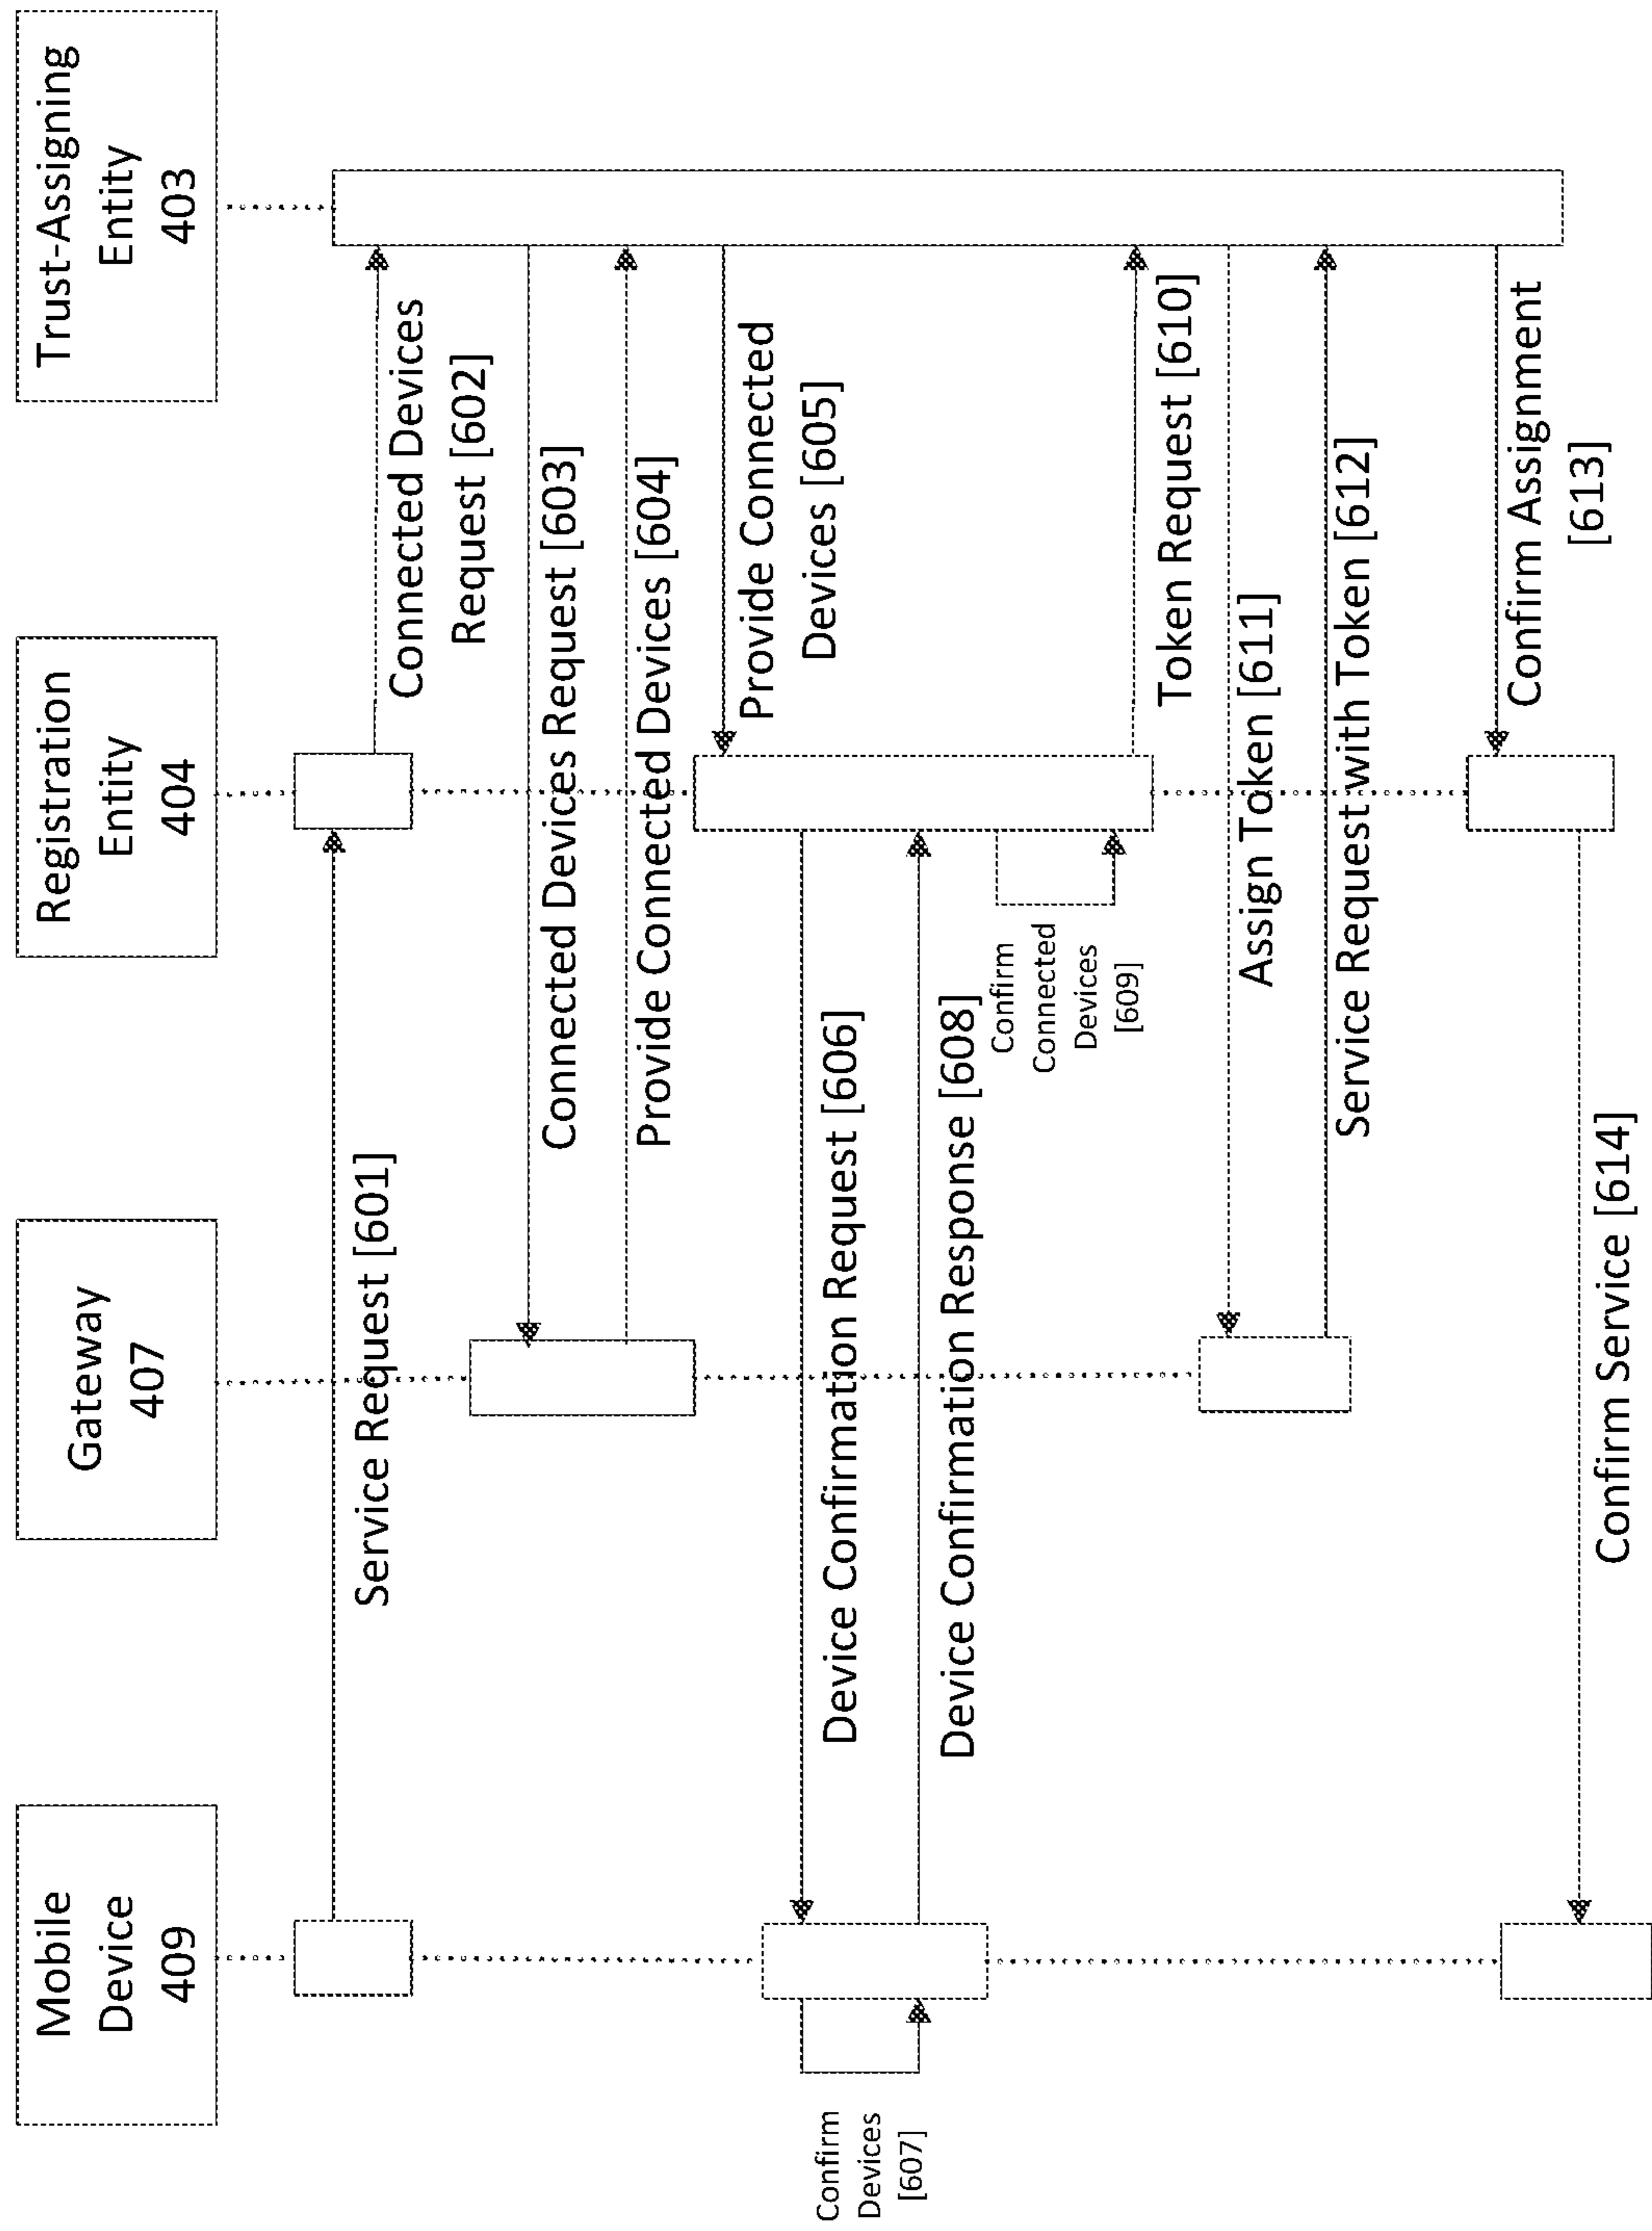 Mobile
Device
409
Gateway
407
Registration
Entity
404
Trust-Assigning
Entity
403
Service Request [601]
Connected Devices
Request [602]
Connected Devices Request [603]
Provide Connected Devices [604]
Provide Connected
Devices [605]
Device Confirmation Request [606]
Confirm
Devices
[607]
Device Confirmation Response [608]
Confirm
Connected
Devices
[609]
Token Request [610]
Assign Token [611]
Service Request with Token [612]
Confirm Assignment
[613]
Confirm Service [614]